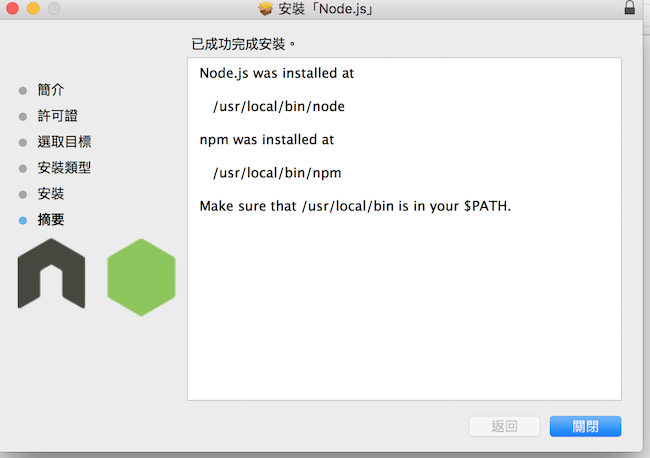 安裝「Node.js」
已成功完成安裝。
簡介
許可證
選取目標
安裝類型
安裝
摘要
Node.js was installed at
/usr/local/bin/node
npm was installed at
/usr/local/bin/npm
Make sure that /usr/local/bin is in your $PATH.
返回
關閉